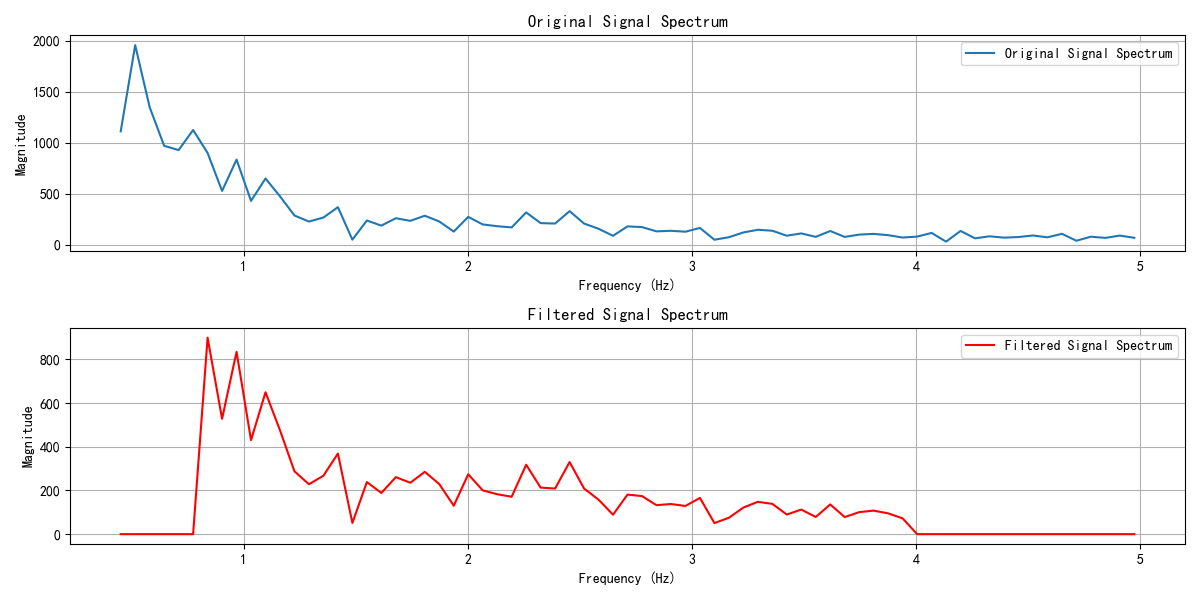 Original Signal Spectrum
2000
1500
1000
500
0
Magnitude
Original Signal Spectrum
1 2 3 4 5
Frequency (Hz)
Filtered Signal Spectrum
800
600
400
200
0
Magnitude
Filtered Signal Spectrum
1 2 3 4 5
Frequency (Hz)